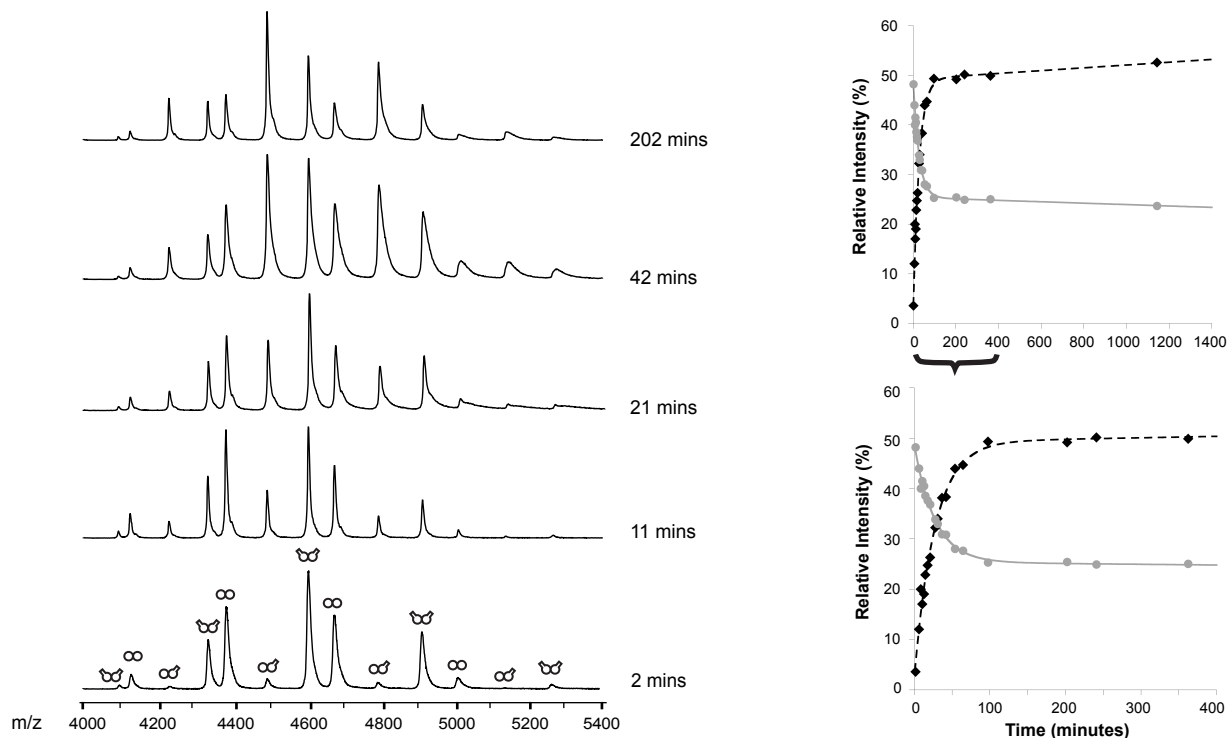 202 mins
42 mins
21 mins
11 mins
2 mins
m/z
4000 4200 4400 4600 4800 5000 5200 5400
Relative Intensity (%)
60
50
40
30
20
10
0
0 200 400 600 800 1000 1200 1400
Relative Intensity (%)
60
50
40
30
20
10
0
0 100 200 300 400
Time (minutes)